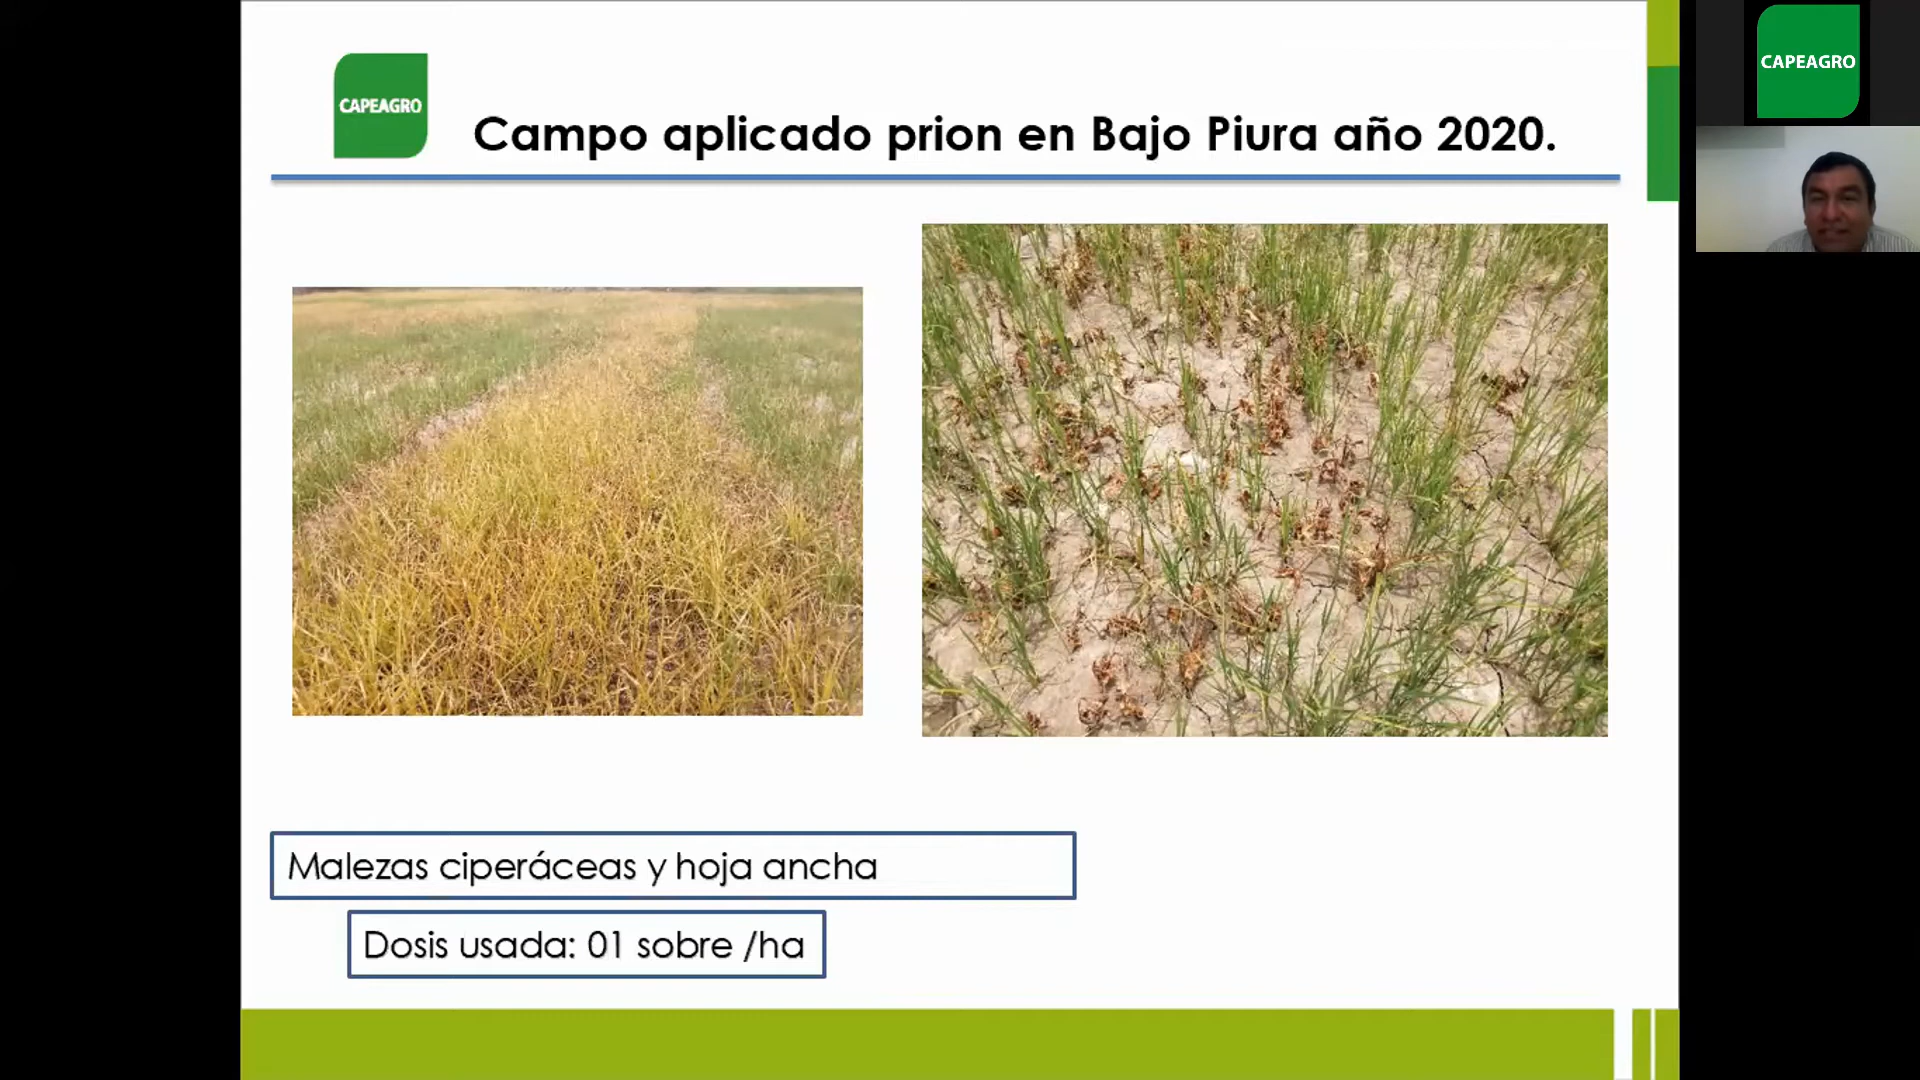 CAPEAGRO
Campo aplicado prion en Bajo Piura año 2020.
Malezas ciperáceas y hoja ancha
Dosis usada: 01 sobre /ha
CAPEAGRO